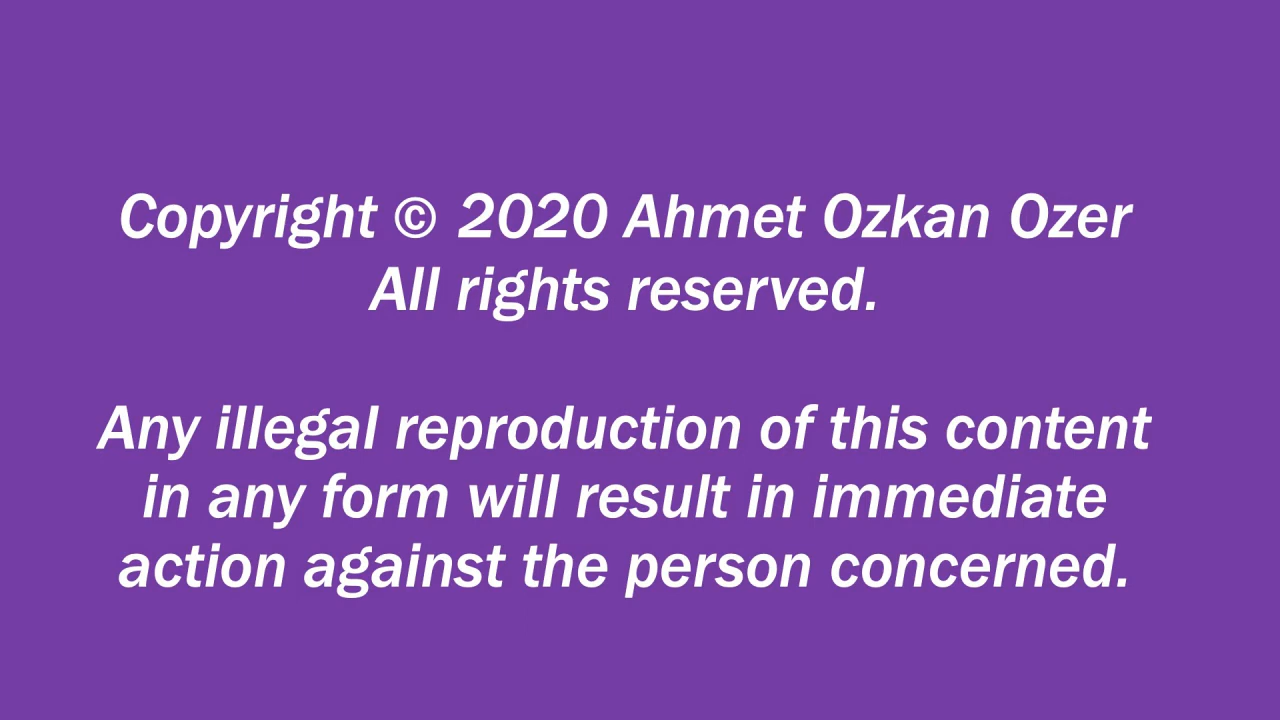 Copyright © 2020 Ahmet Ozkan Ozer
All rights reserved.
Any illegal reproduction of this content
in any form will result in immediate
action against the person concerned.